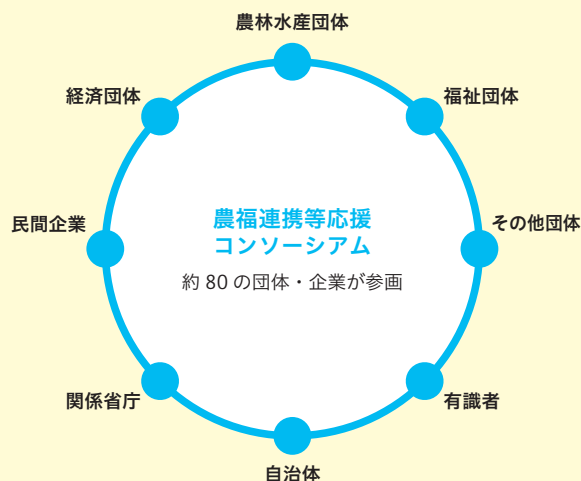 農林水産団体
経済団体
福祉団体
民間企業
農福連携等応援
コンソーシアム
約 80 の団体・企業が参画
その他団体
関係省庁
有識者
自治体